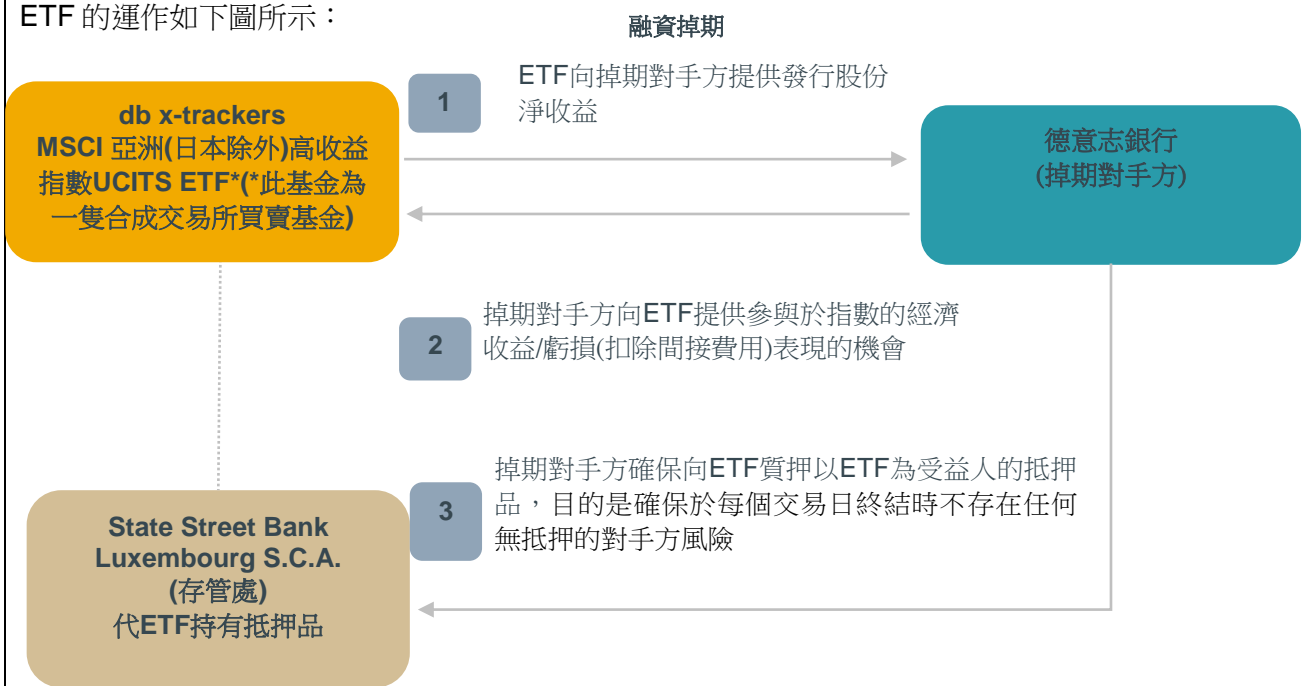 ETF 的運作如下圖所示：
融資掉期
1
ETF向掉期對手方提供發行股份
淨收益
db x-trackers
MSCI 亞洲(日本除外)高收益
指數UCITS ETF*(*此基金為
一隻合成交易所買賣基金)
德意志銀行
(掉期對手方)
2
掉期對手方向ETF提供參與於指數的經濟
收益/虧損(扣除間接費用)表現的機會
3
掉期對手方確保向ETF質押以ETF為受益人的抵押
品，目的是確保於每個交易日終結時不存在任何
無抵押的對手方風險
State Street Bank
Luxembourg S.C.A.
(存管處)
代ETF持有抵押品